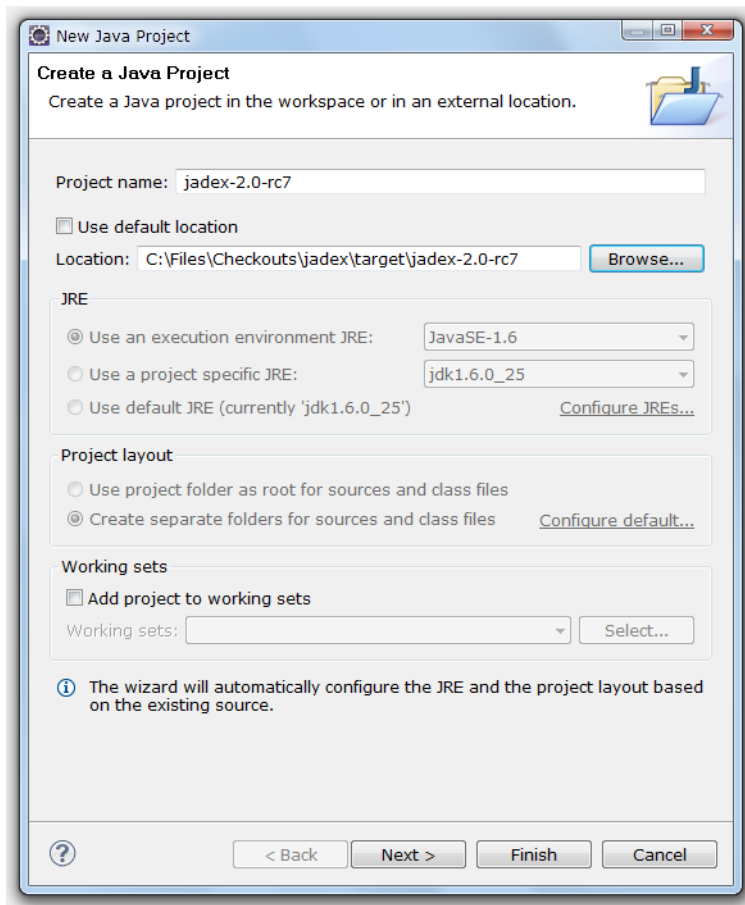 New Java Project
Create a Java Project
Create a Java project in the workspace or in an external location.
Project name: jadex-2.0-rc7
Use default location
Location: C:\Files\Checkouts\jadex\target\jadex-2.0-rc7 Browse...
JRE
Use an execution environment JRE: JavaSE-1.6
Use a project specific JRE: jdk1.6.0_25
Use default JRE (currently 'jdk1.6.0_25') Configure JREs...
Project layout
Use project folder as root for sources and class files
Create separate folders for sources and class files Configure default...
Working sets
Add project to working sets
Working sets: Select...
The wizard will automatically configure the JRE and the project layout based
on the existing source.
? < Back Next > Finish Cancel